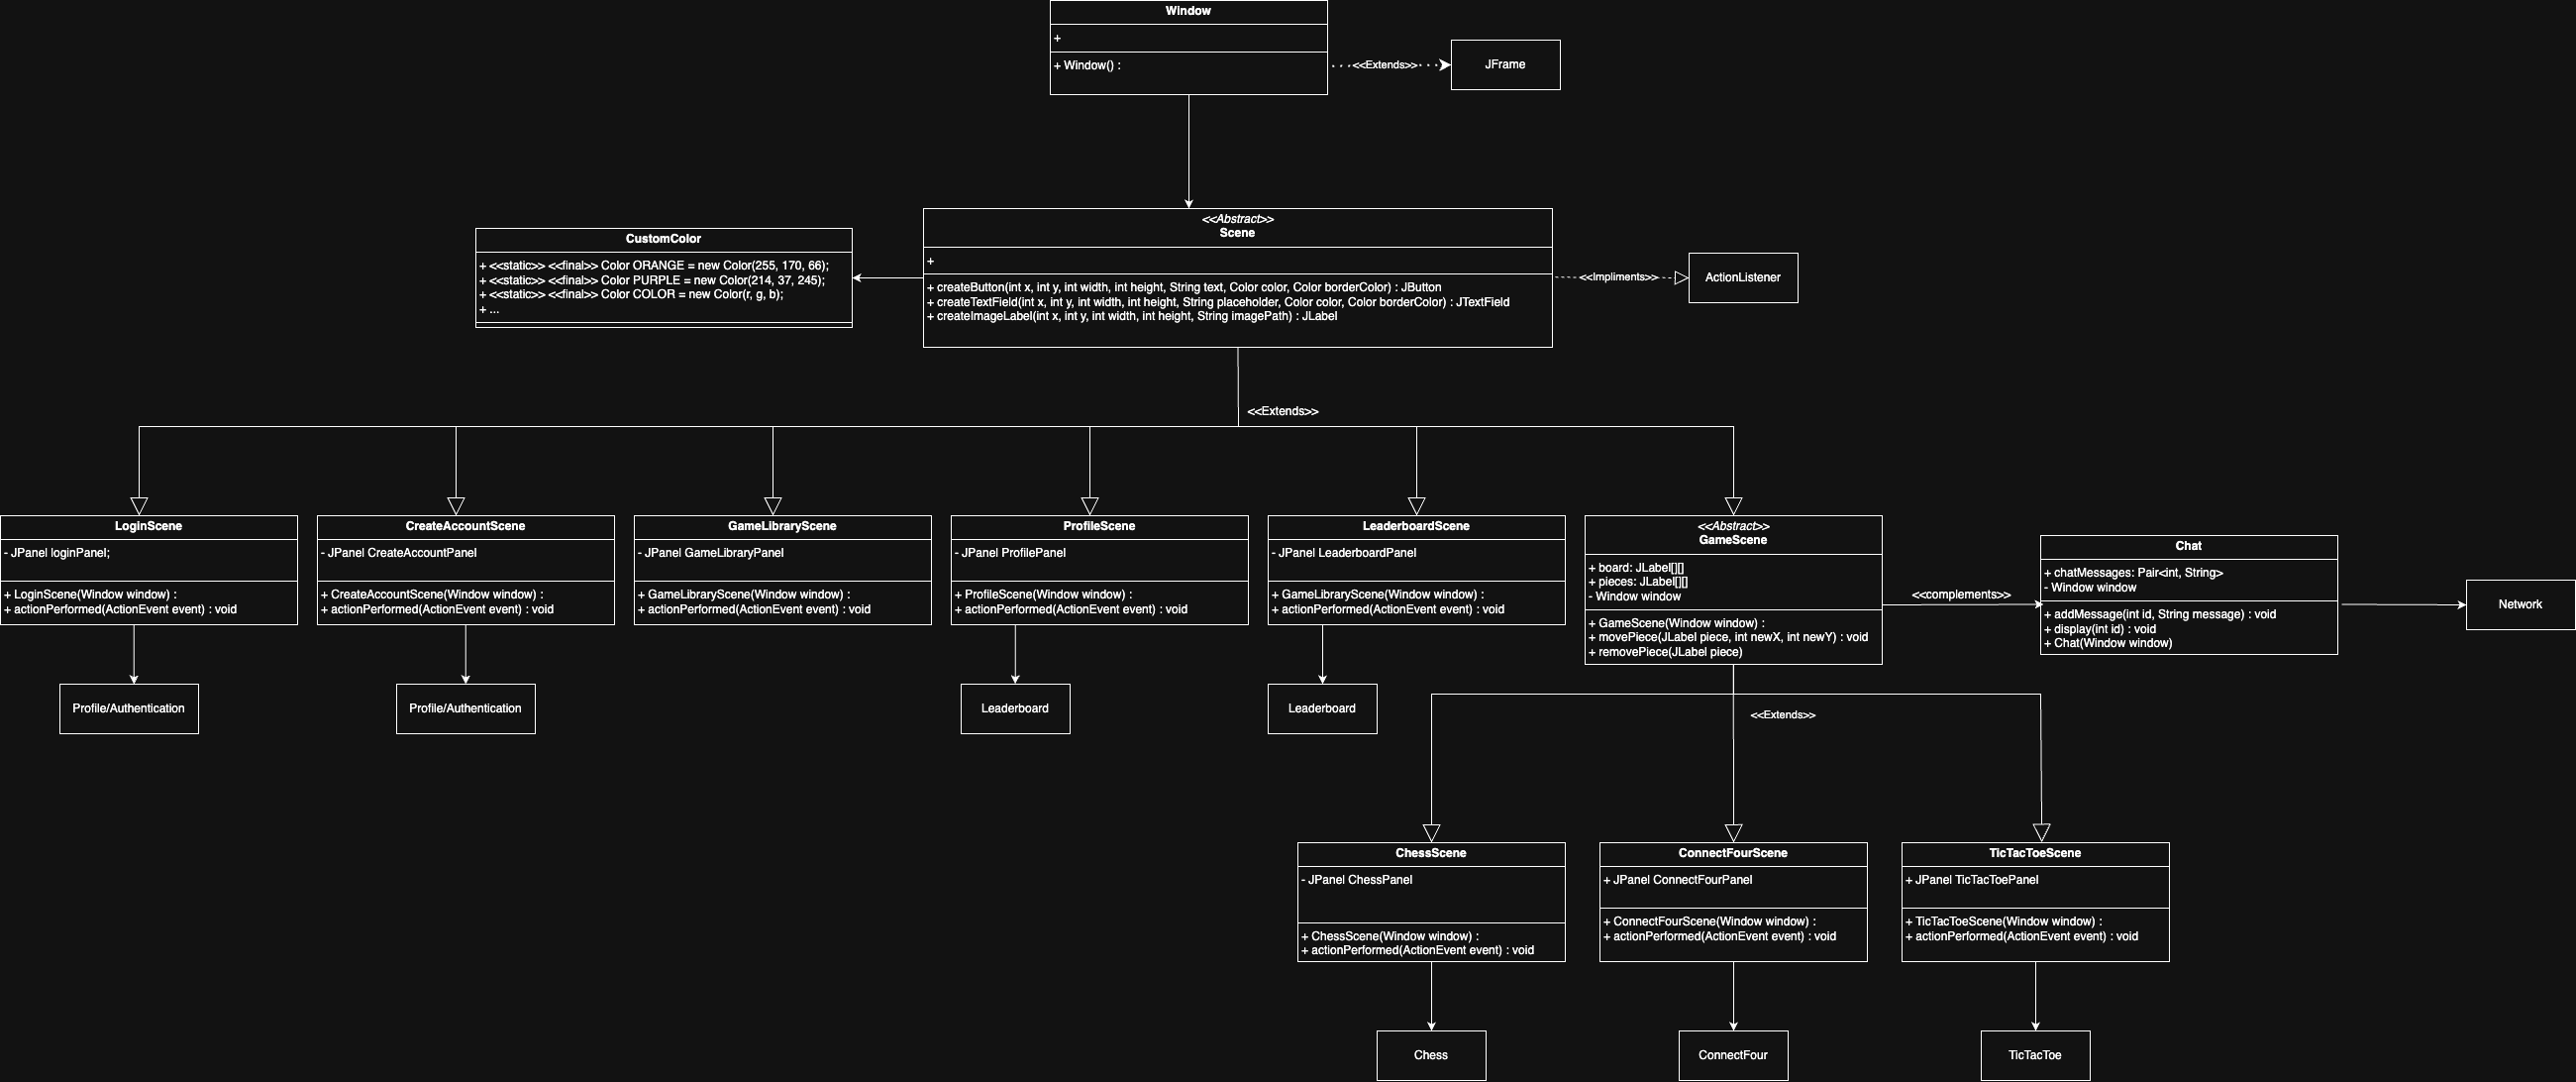 Window
+
+ Window() :
<<Extends>>
JFrame
<<Abstract>>
Scene
+
+ createButton(int x, int y, int width, int height, String text, Color color, Color borderColor) : JButton
+ createTextField(int x, int y, int width, int height, String placeholder, Color color, Color borderColor) : JTextField
+ createImageLabel(int x, int y, int width, int height, String imagePath) : JLabel
CustomColor
+ <<static>> <<final>> Color ORANGE = new Color(255, 170, 66);
+ <<static>> <<final>> Color PURPLE = new Color(214, 37, 245);
+ <<static>> <<final>> Color COLOR = new Color(r, g, b);
+ ...
<<Impliments>>
ActionListener
<<Extends>>
LoginScene
- JPanel loginPanel;
+ LoginScene(Window window) :
+ actionPerformed(ActionEvent event) : void
CreateAccountScene
- JPanel CreateAccountPanel
+ CreateAccountScene(Window window) :
+ actionPerformed(ActionEvent event) : void
GameLibraryScene
- JPanel GameLibraryPanel
+ GameLibraryScene(Window window) :
+ actionPerformed(ActionEvent event) : void
ProfileScene
- JPanel ProfilePanel
+ ProfileScene(Window window) :
+ actionPerformed(ActionEvent event) : void
LeaderboardScene
- JPanel LeaderboardPanel
+ GameLibraryScene(Window window) :
+ actionPerformed(ActionEvent event) : void
<<Abstract>>
GameScene
+ board: JLabel[][]
+ pieces: JLabel[][]
- Window window
+ GameScene(Window window) :
+ movePiece(JLabel piece, int newX, int newY) : void
+ removePiece(JLabel piece)
<<complements>>
Chat
+ chatMessages: Pair<int, String>
- Window window
+ addMessage(int id, String message) : void
+ display(int id) : void
+ Chat(Window window)
Network
Profile/Authentication
Profile/Authentication
Leaderboard
Leaderboard
<<Extends>>
ChessScene
- JPanel ChessPanel
+ ChessScene(Window window) :
+ actionPerformed(ActionEvent event) : void
ConnectFourScene
+ JPanel ConnectFourPanel
+ ConnectFourScene(Window window) :
+ actionPerformed(ActionEvent event) : void
TicTacToeScene
+ JPanel TicTacToePanel
+ TicTacToeScene(Window window) :
+ actionPerformed(ActionEvent event) : void
Chess
ConnectFour
TicTacToe